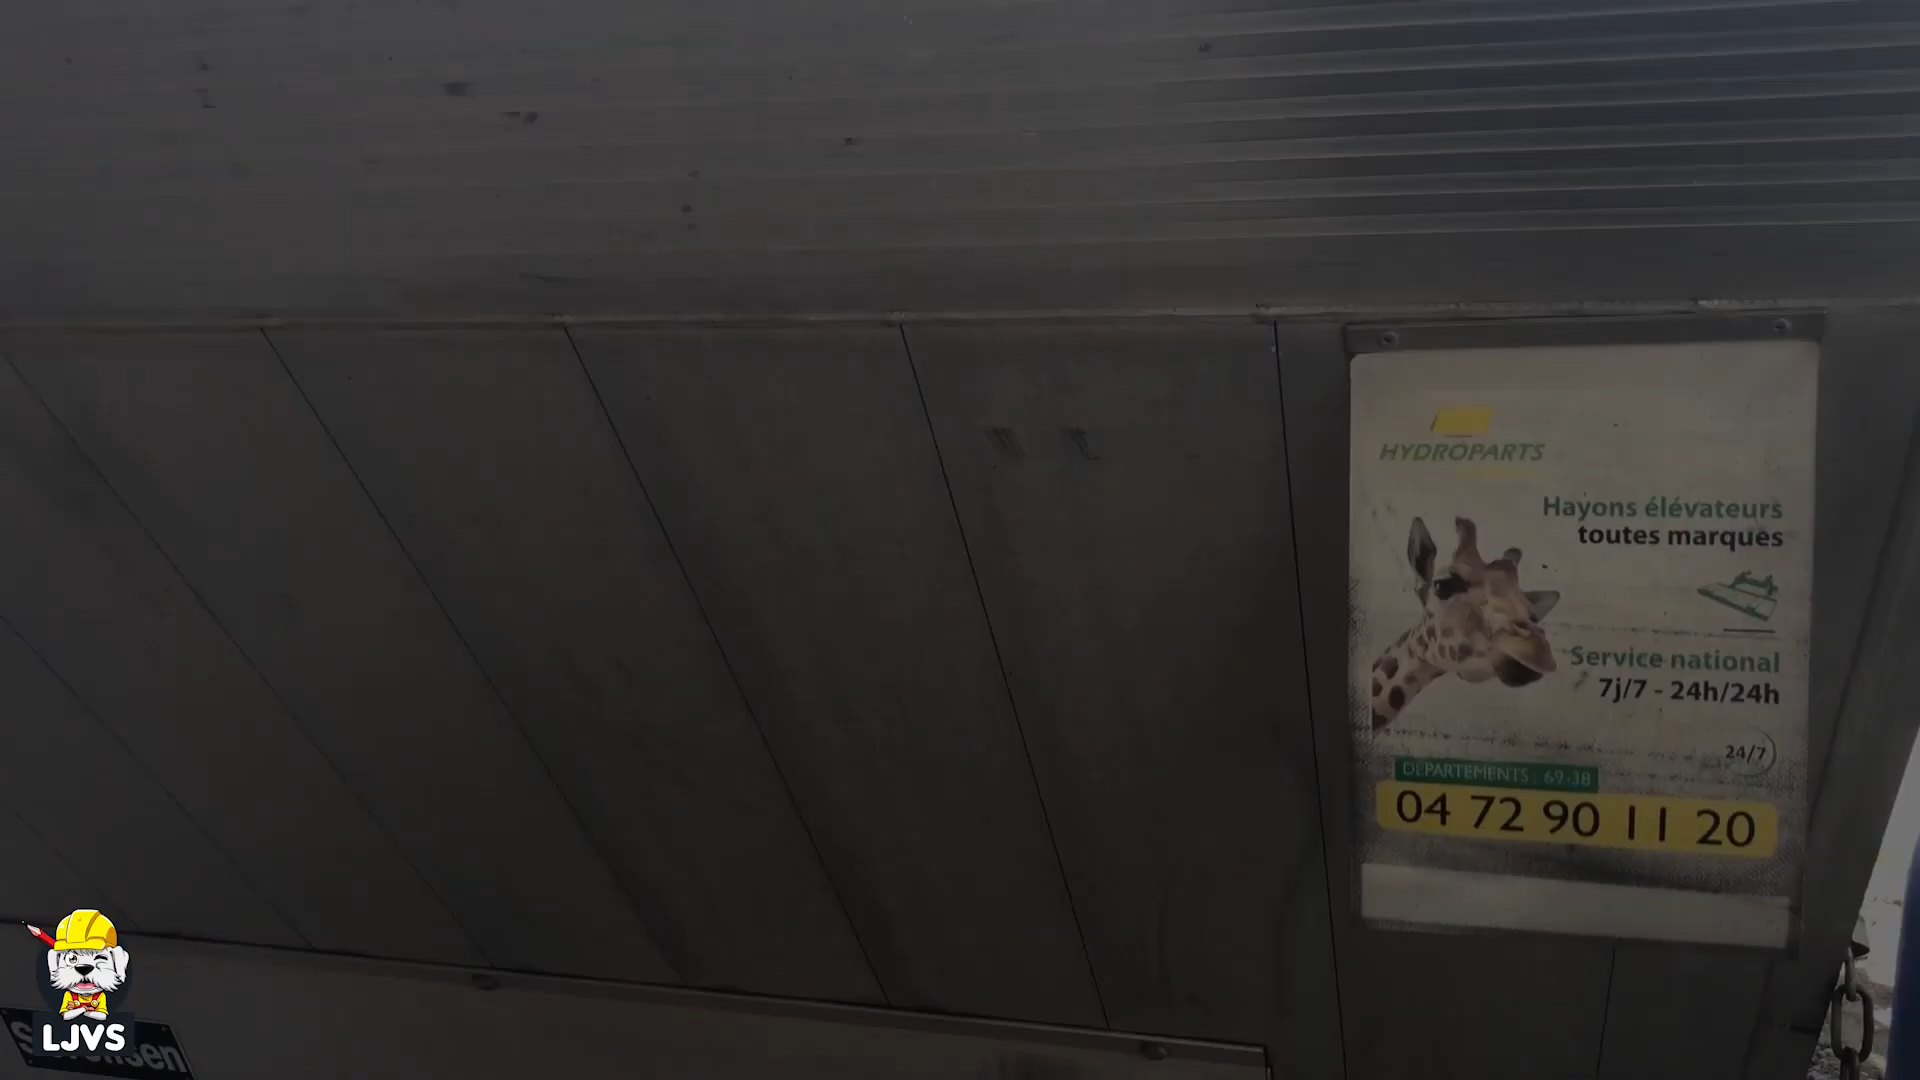 HYDROPARTS
Hayons élévateurs
toutes marques
Service national
7j/7 - 24h/24h
24/7
DEPARTEMENTS : 69-38
04 72 90 11 20
LJVS